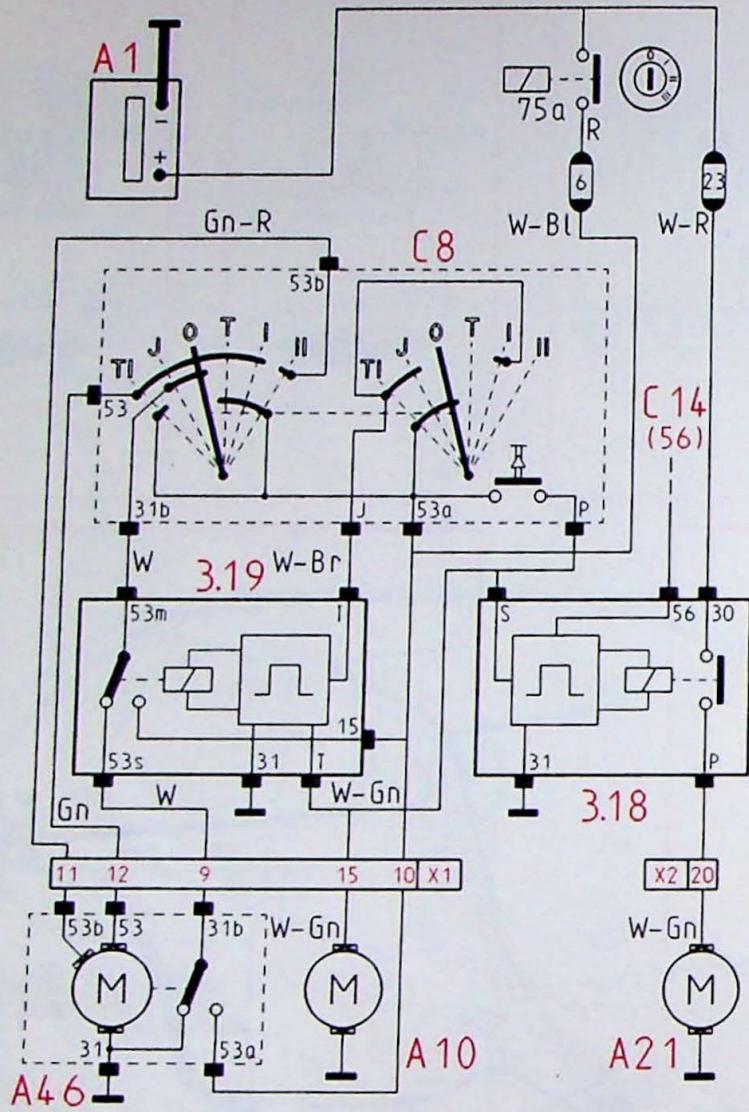 A1
−
+
75a
0 I II III
R
6
23
W-Bl
W-R
Gn-R
53b
C8
TI J O T I II
TI J O T I II
53
C14
(56)
31b
J
53a
P
W
3.19
W-Br
53m
I
S
56
30
15
53s
31
T
31
P
Gn
W
W-Gn
3.18
11 12 9 15 10 X1
X2 20
53b
53
31b
W-Gn
W-Gn
M
M
M
31
53a
A46
A10
A21